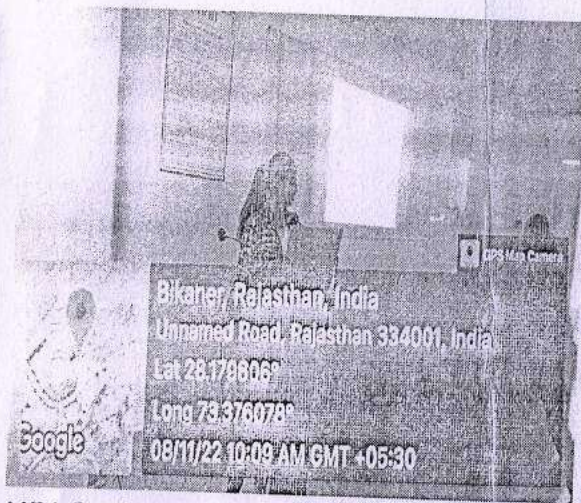 GPS Map Camera
Bikaner, Rajasthan, India
Unnamed Road, Rajasthan 334001, India
Lat 28.179806°
Long 73.376078°
08/11/22 10:09 AM GMT +05:30
Google